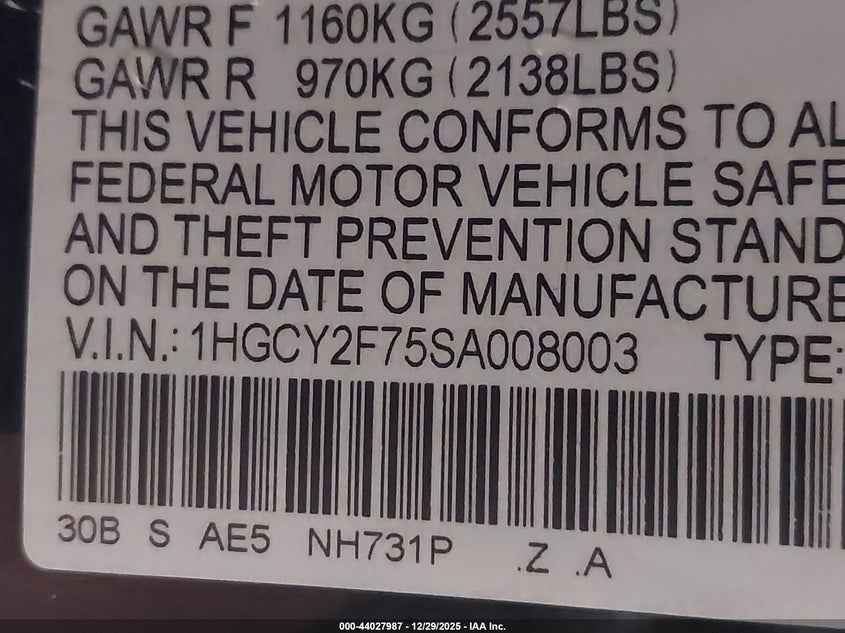 GAWR F 1160KG (2557LBS)
GAWR R 970KG (2138LBS)
THIS VEHICLE CONFORMS TO AL
FEDERAL MOTOR VEHICLE SAFE
AND THEFT PREVENTION STAND
ON THE DATE OF MANUFACTURE
V.I.N.: 1HGCY2F75SA008003 TYPE:
30B S AE5 NH731P .Z .A
000-44027987 - 12/29/2025 - IAA Inc.